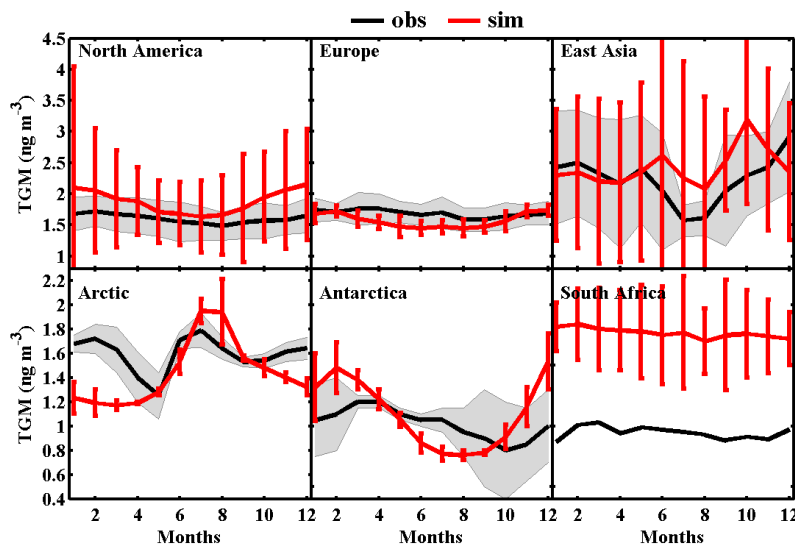 obs sim
North America Europe East Asia
4.5
4
3.5
3
2.5
2
1.5
1
TGM (ng m⁻³)
Arctic Antarctica South Africa
2.2
2
1.8
1.6
1.4
1.2
1
0.8
0.6
0.4
TGM (ng m⁻³)
2 4 6 8 10 12 2 4 6 8 10 12 2 4 6 8 10 12
Months Months Months